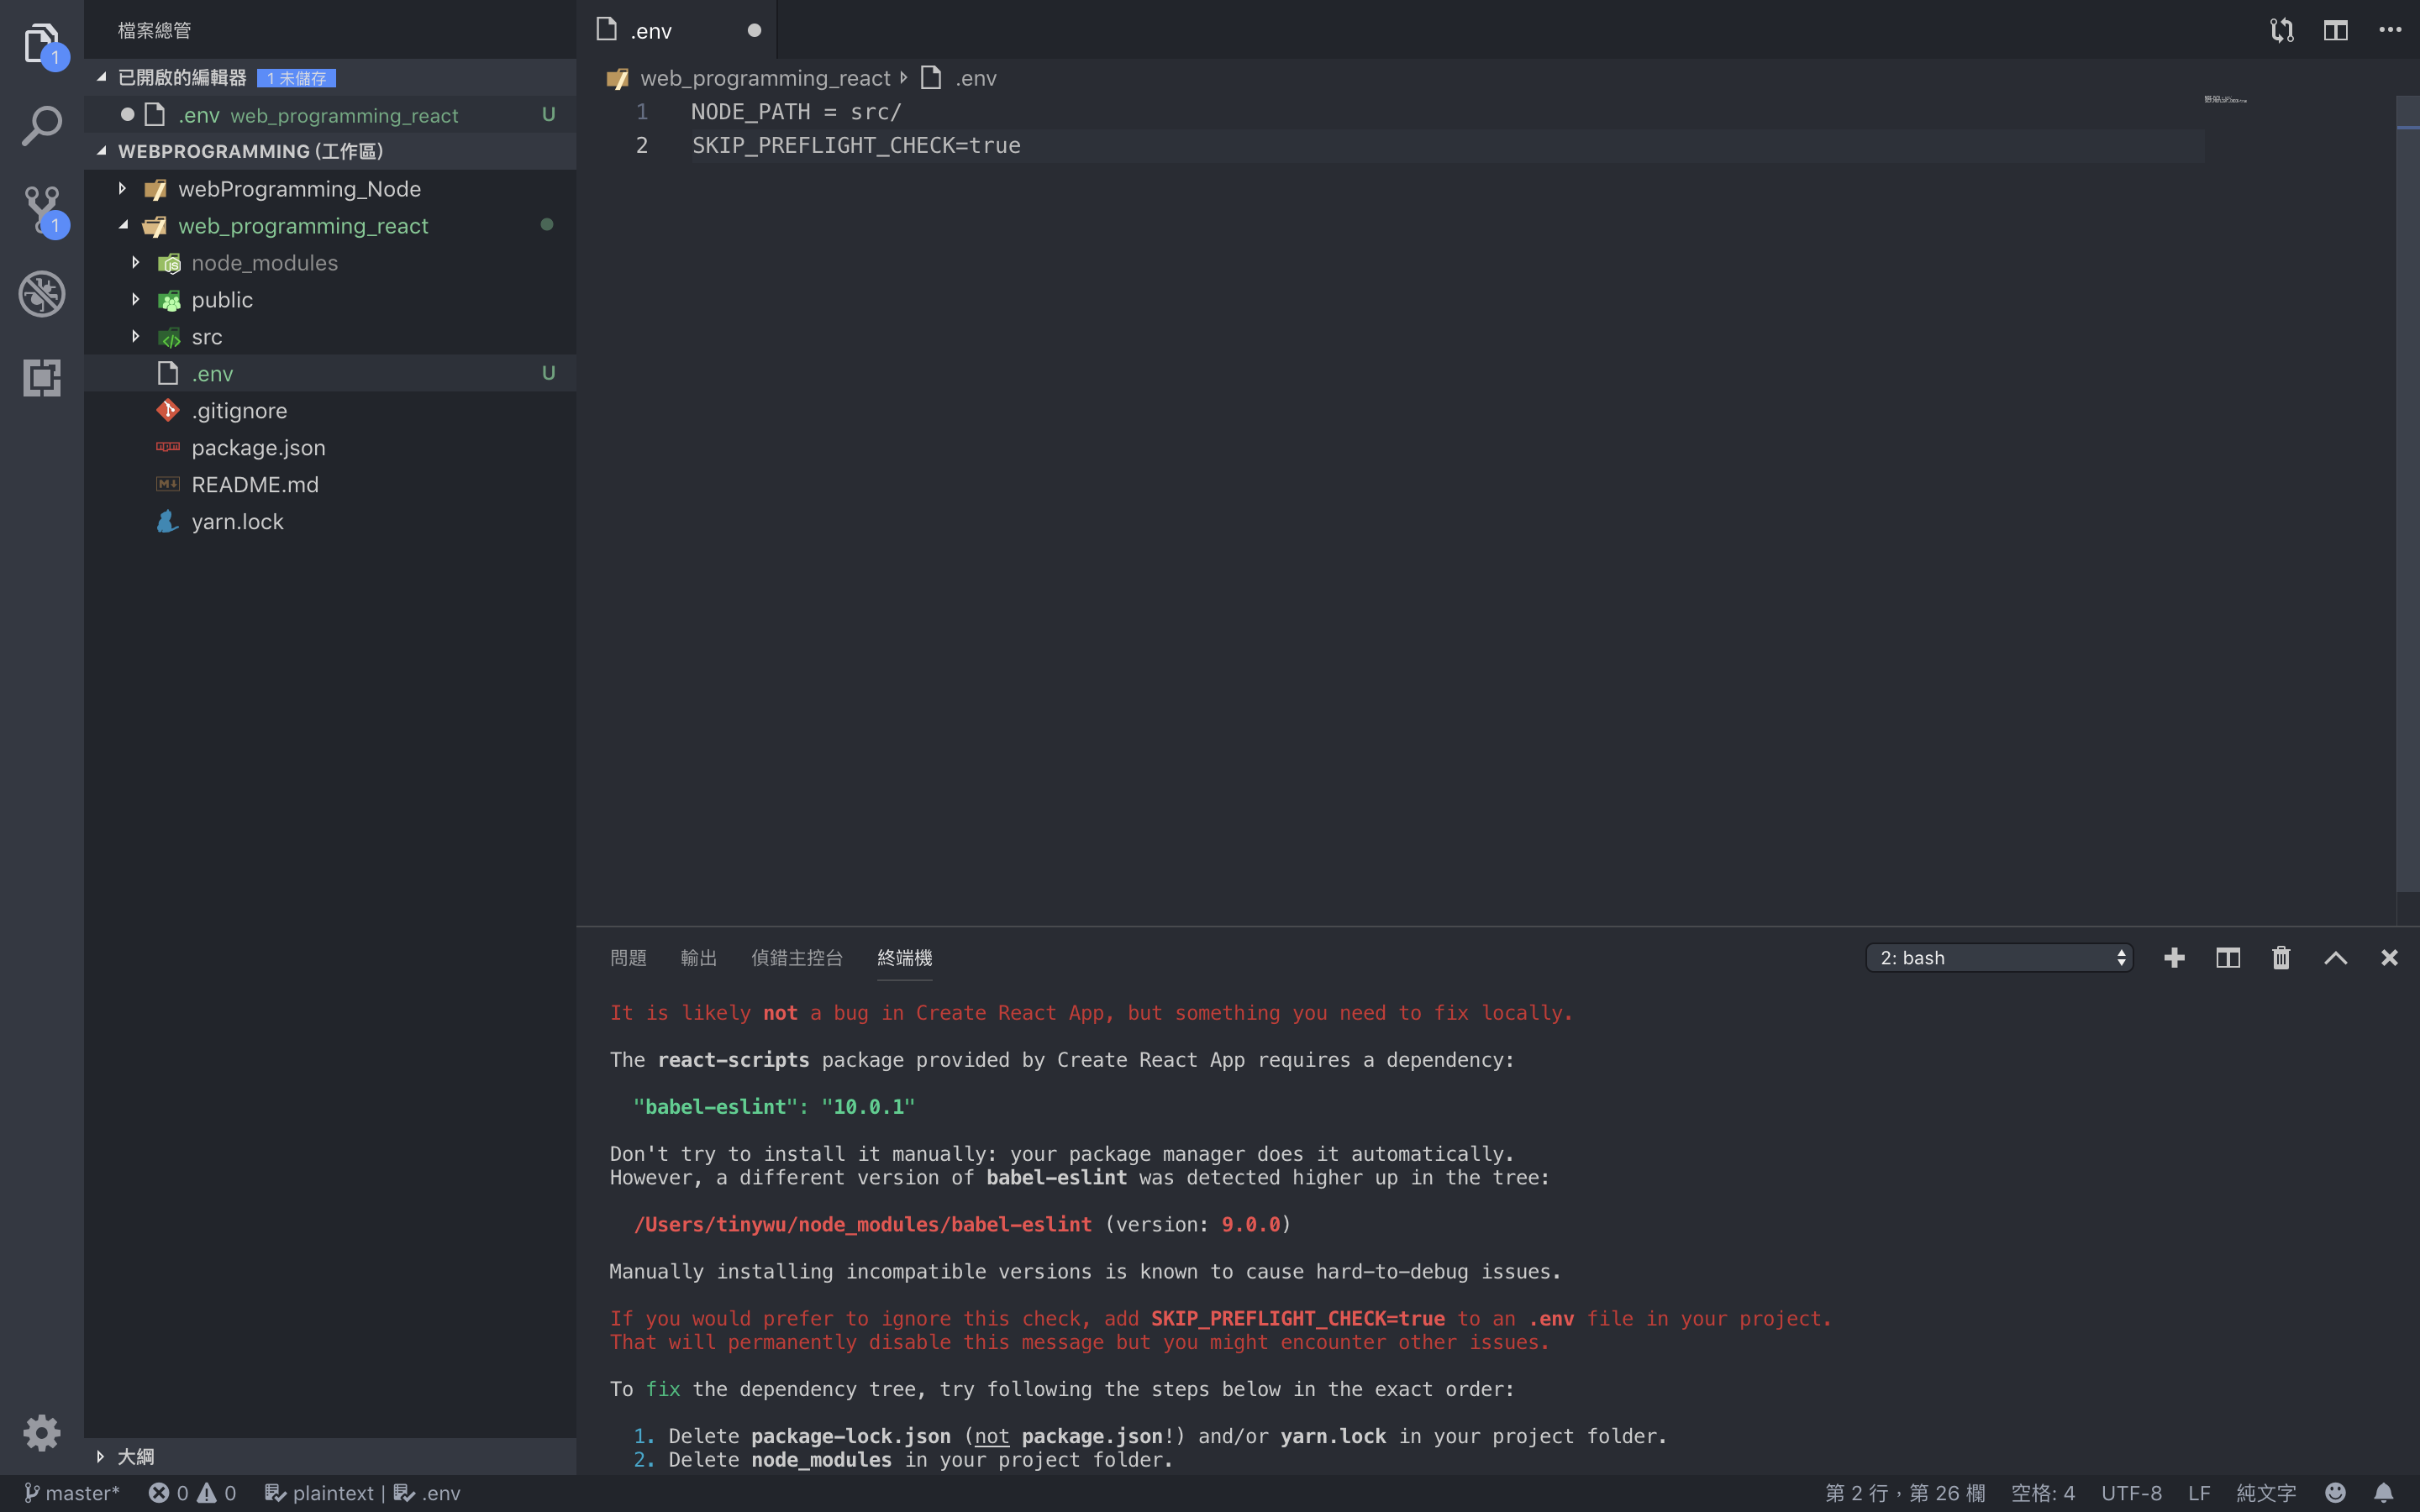 檔案總管
已開啟的編輯器 1 未儲存
.env web_programming_react U
WEBPROGRAMMING (工作區)
webProgramming_Node
web_programming_react
node_modules
public
src
.env U
.gitignore
package.json
README.md
yarn.lock
大綱
1
1
.env
web_programming_react .env
1 NODE_PATH = src/
2 SKIP_PREFLIGHT_CHECK=true
問題 輸出 偵錯主控台 終端機 2: bash
It is likely not a bug in Create React App, but something you need to fix locally.
The react-scripts package provided by Create React App requires a dependency:
"babel-eslint": "10.0.1"
Don't try to install it manually: your package manager does it automatically.
However, a different version of babel-eslint was detected higher up in the tree:
/Users/tinywu/node_modules/babel-eslint (version: 9.0.0)
Manually installing incompatible versions is known to cause hard-to-debug issues.
If you would prefer to ignore this check, add SKIP_PREFLIGHT_CHECK=true to an .env file in your project.
That will permanently disable this message but you might encounter other issues.
To fix the dependency tree, try following the steps below in the exact order:
1. Delete package-lock.json (not package.json!) and/or yarn.lock in your project folder.
2. Delete node_modules in your project folder.
master* 0 0 plaintext | .env 第 2 行，第 26 欄 空格: 4 UTF-8 LF 純文字